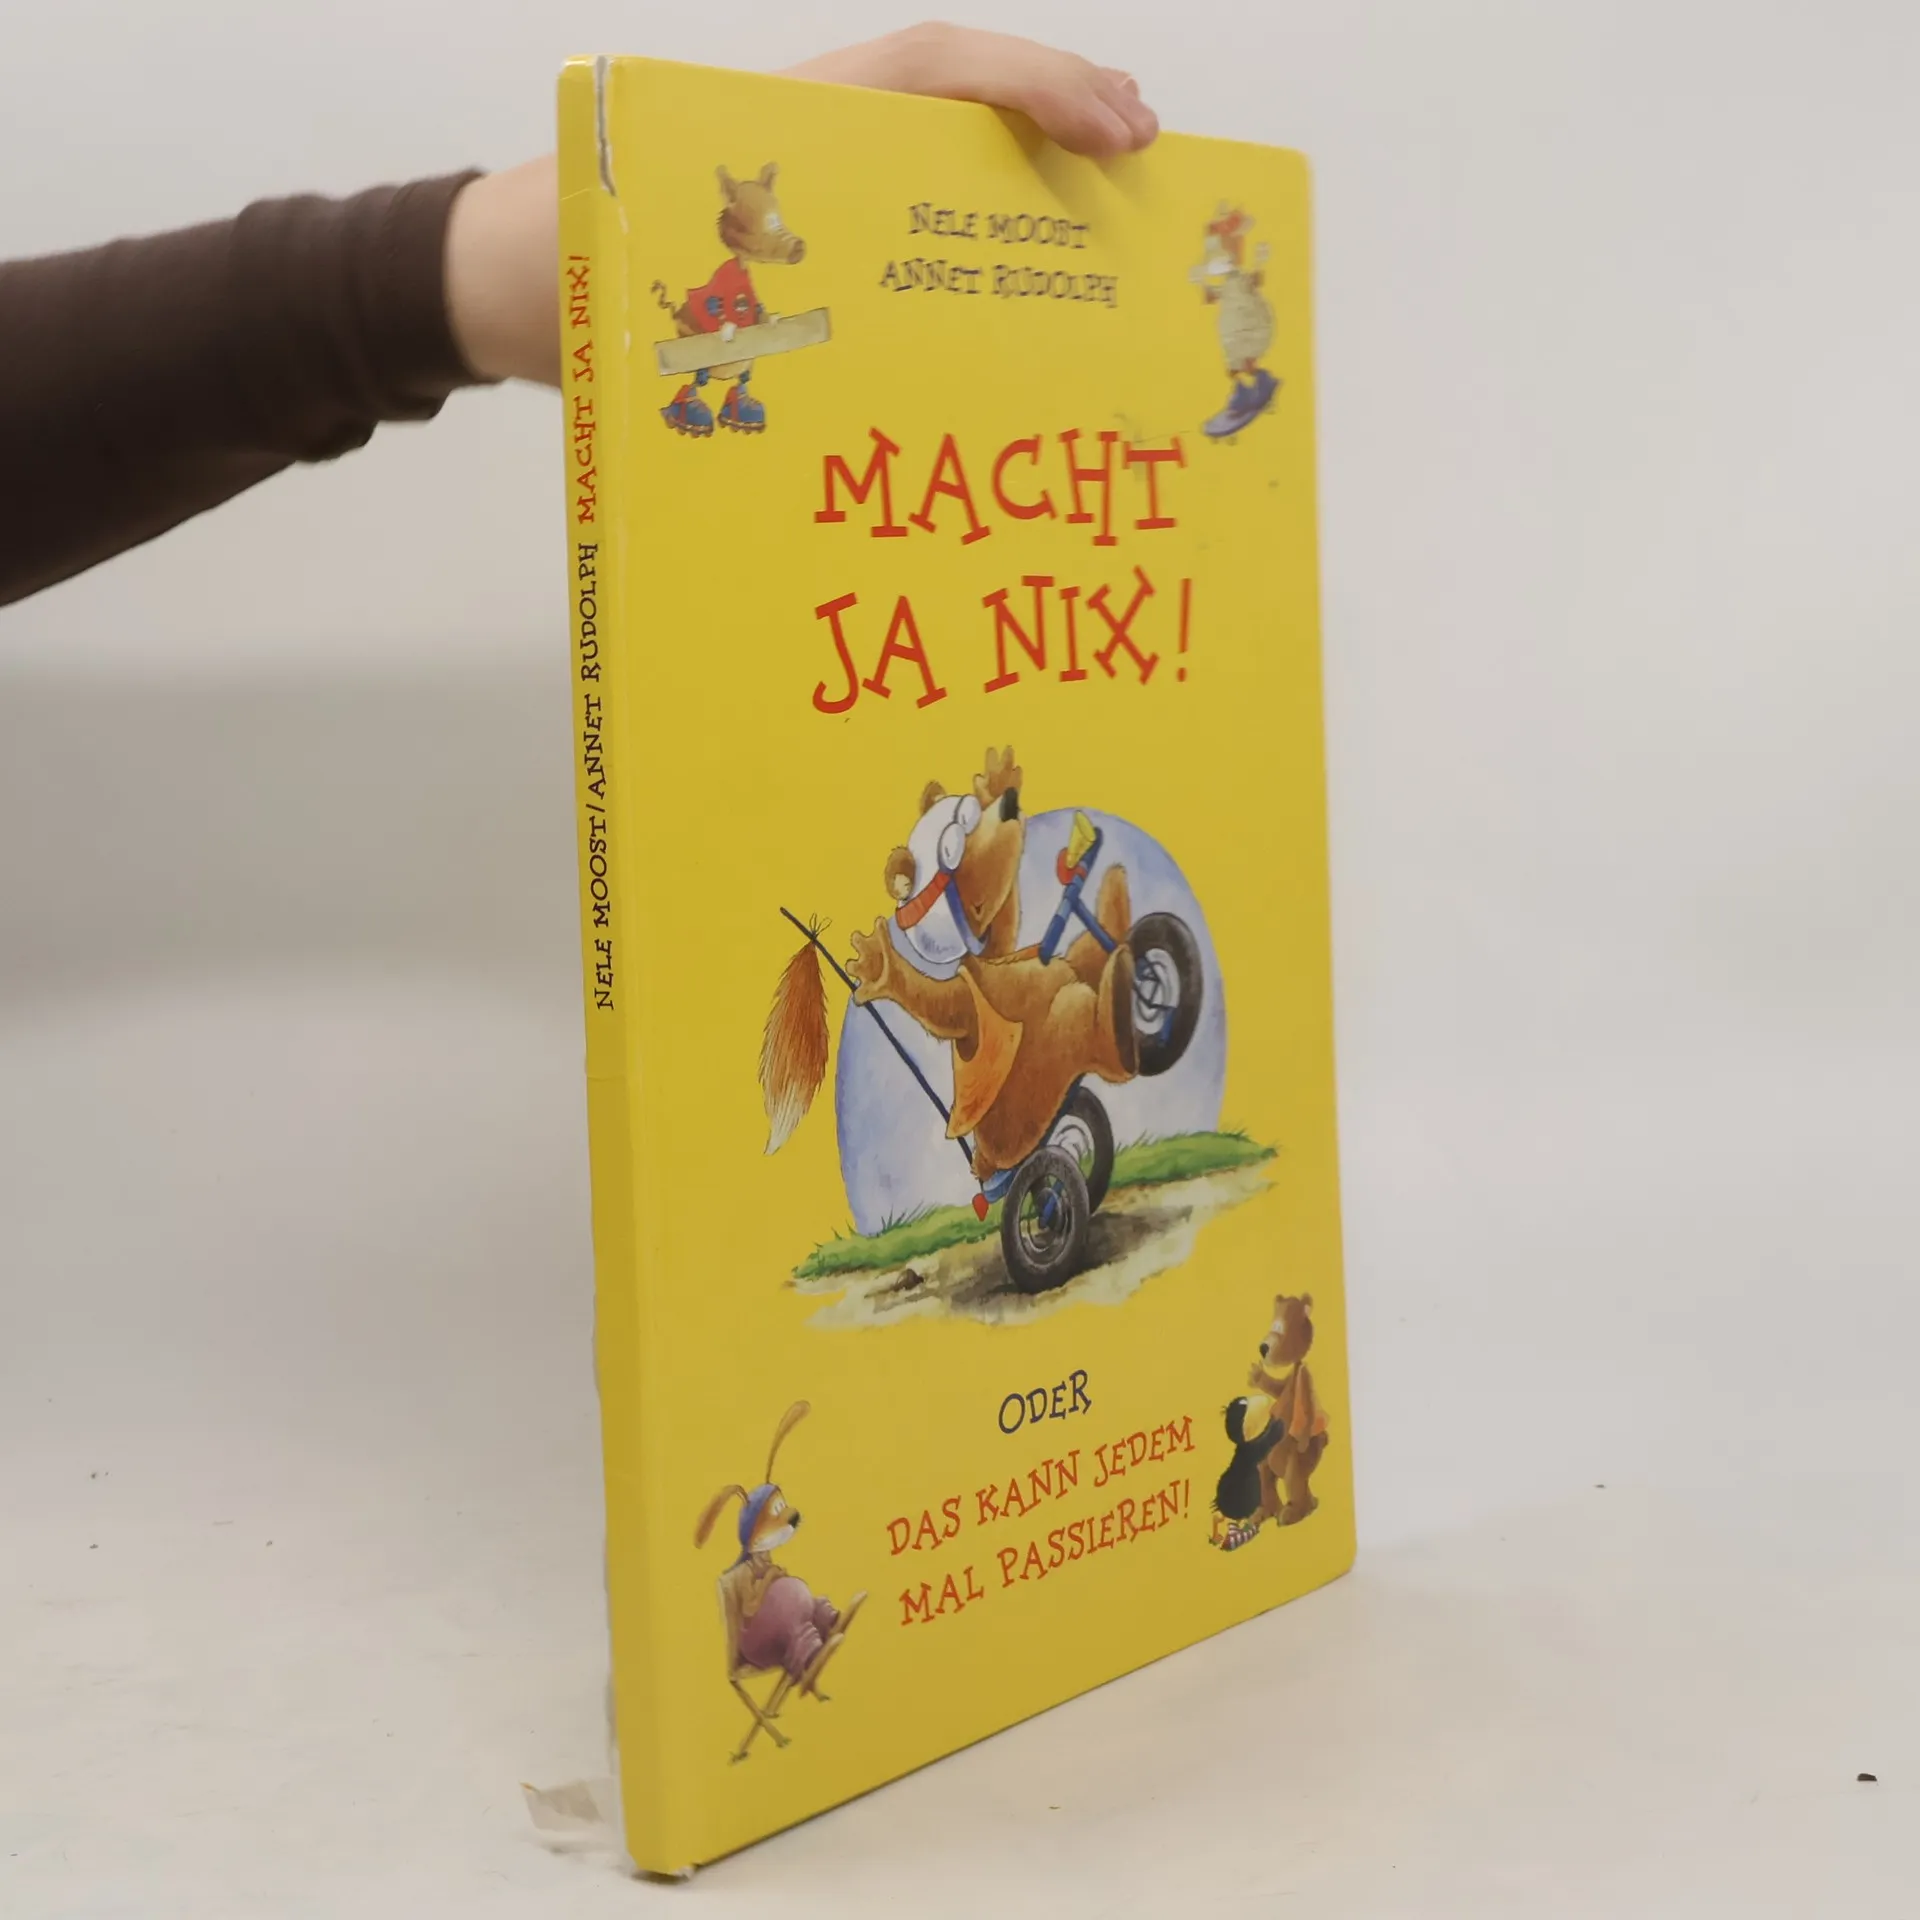 NELE MOOST/ANNET RUDOLPH MACHT JA NIX!
NELE MOOST
ANNET RUDOLPH
MACHT
JA NIX!
ODER
DAS KANN JEDEM
MAL PASSIEREN!